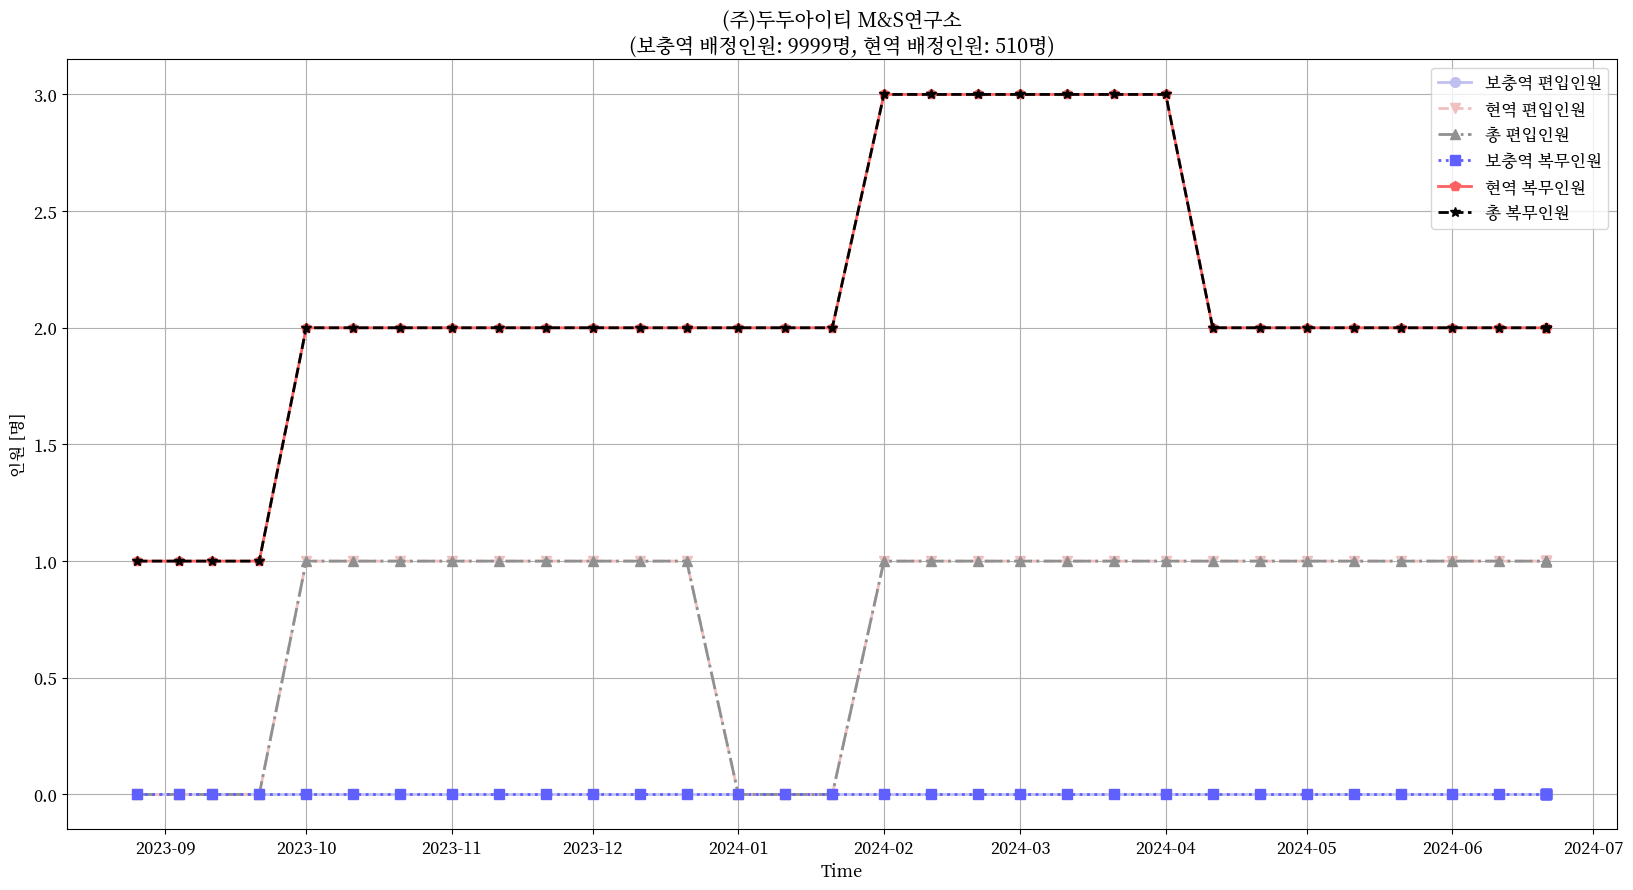 (주)두두아이티 M&S연구소
(보충역 배정인원: 9999명, 현역 배정인원: 510명)
보충역 편입인원
현역 편입인원
총 편입인원
보충역 복무인원
현역 복무인원
총 복무인원
인원 [명]
3.0
2.5
2.0
1.5
1.0
0.5
0.0
2023-09 2023-10 2023-11 2023-12 2024-01 2024-02 2024-03 2024-04 2024-05 2024-06 2024-07
Time